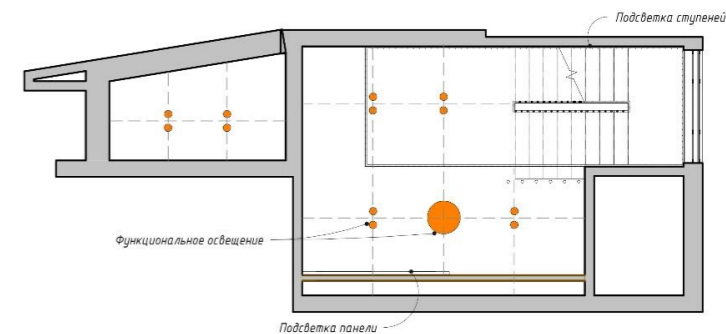 Подсветка ступеней
Функциональное освещение
Подсветка панели